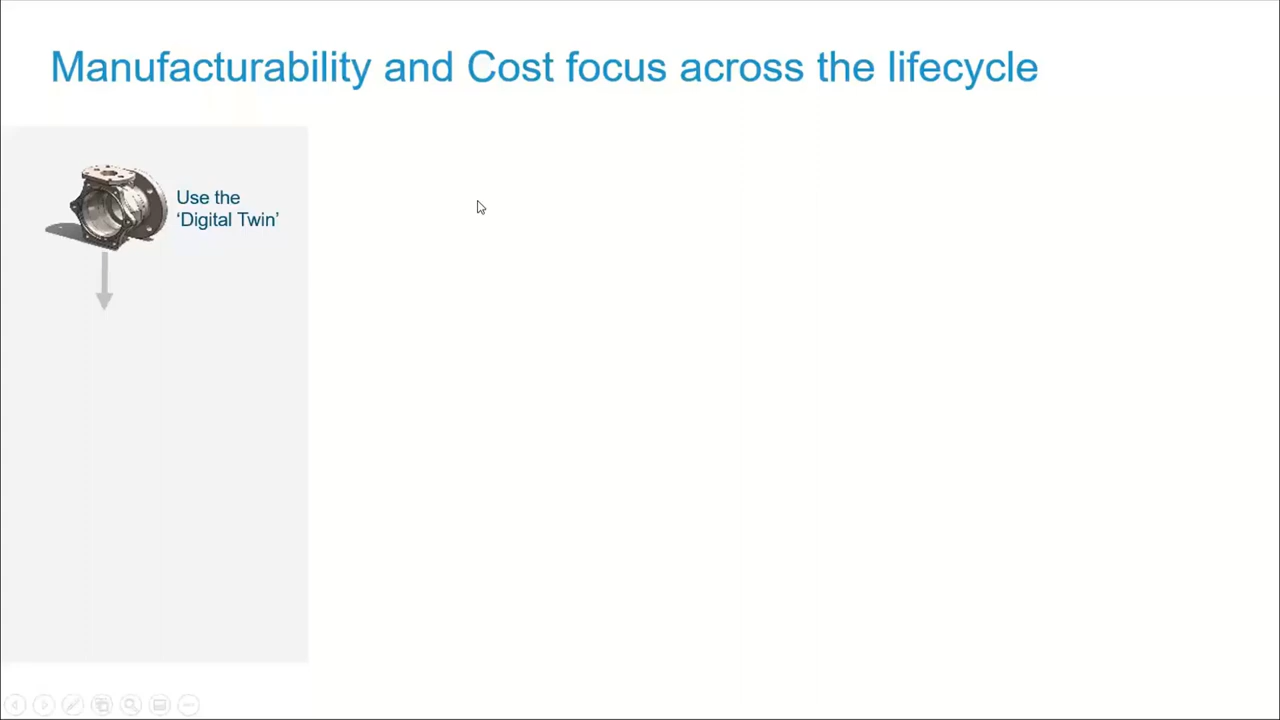 Manufacturability and Cost focus across the lifecycle
Use the
‘Digital Twin’